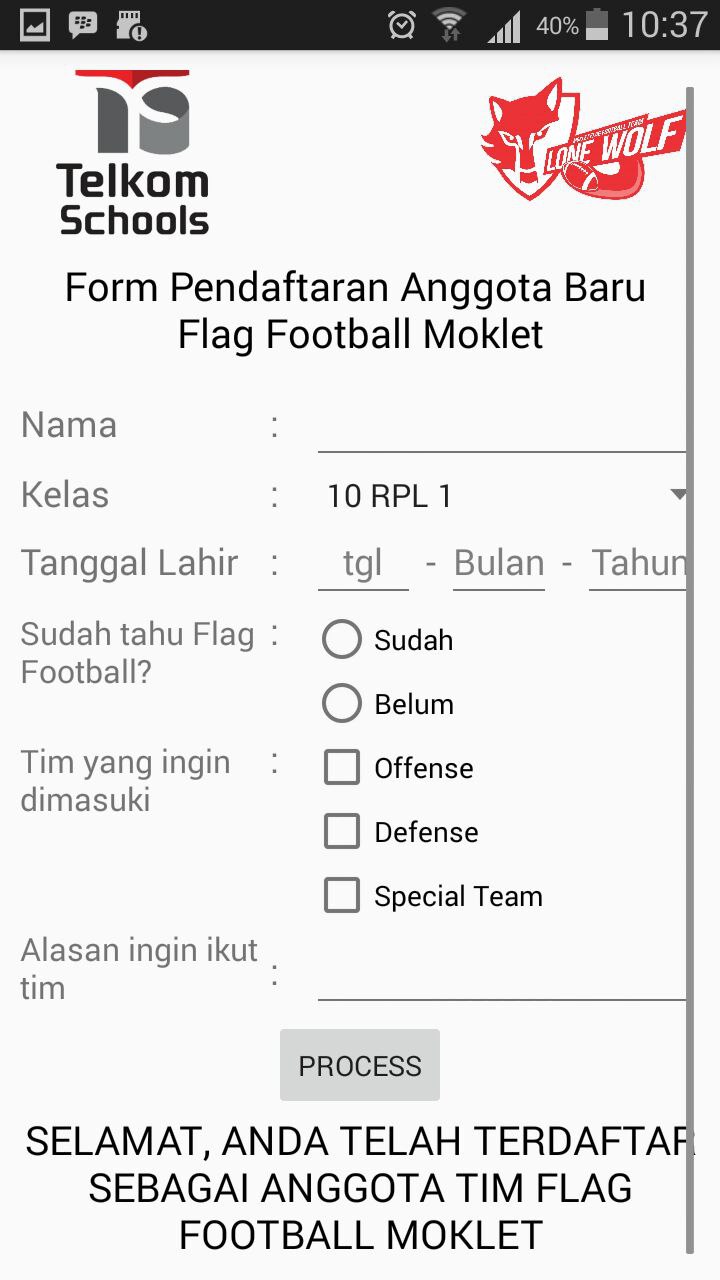 40% 10:37
Telkom
Schools
LONE WOLF
Form Pendaftaran Anggota Baru
Flag Football Moklet
Nama :
Kelas : 10 RPL 1
Tanggal Lahir : tgl - Bulan - Tahun
Sudah tahu Flag : Sudah
Football?
Belum
Tim yang ingin : Offense
dimasuki
Defense
Special Team
Alasan ingin ikut
tim :
PROCESS
SELAMAT, ANDA TELAH TERDAFTAR
SEBAGAI ANGGOTA TIM FLAG
FOOTBALL MOKLET